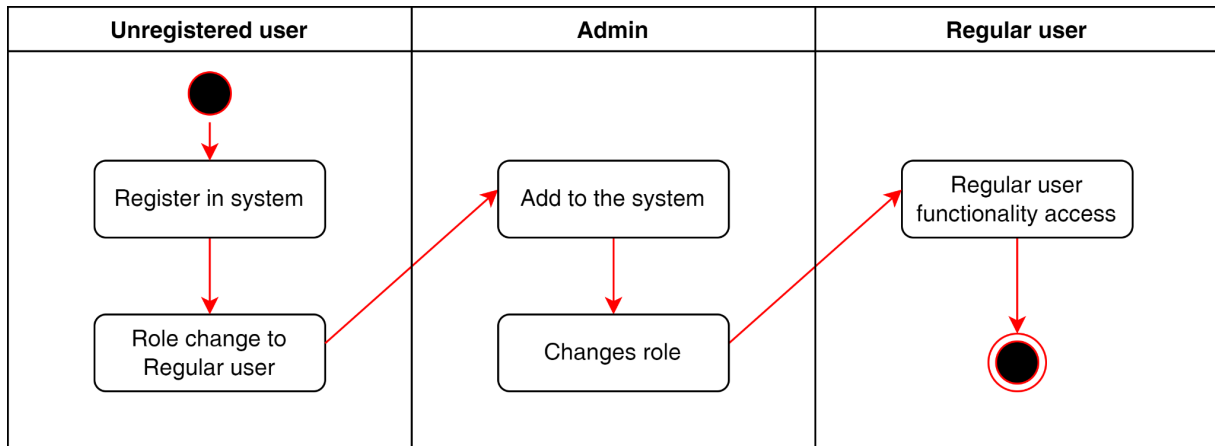 Unregistered user
Admin
Regular user
Register in system
Role change to
Regular user
Add to the system
Changes role
Regular user
functionality access